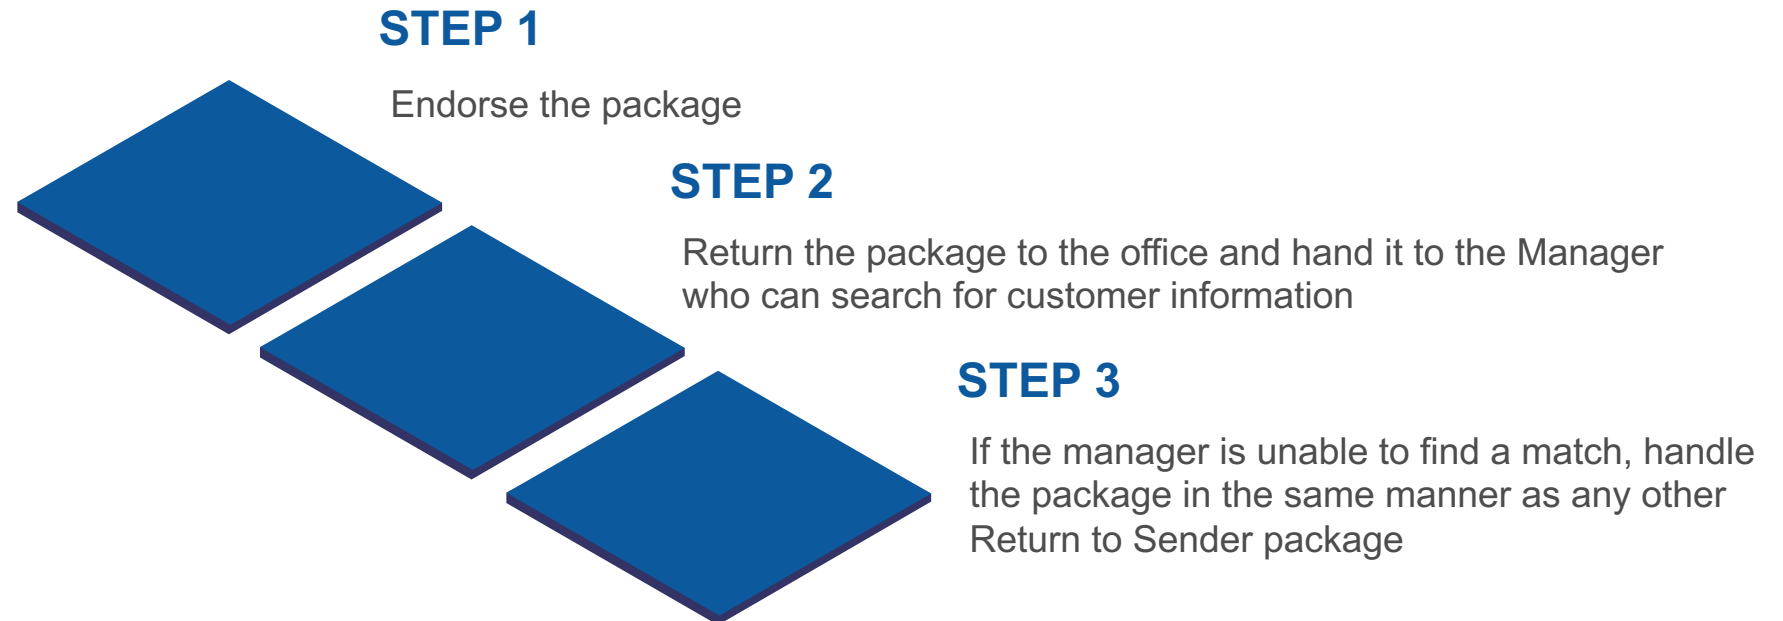 STEP 1
Endorse the package
STEP 2
Return the package to the office and hand it to the Manager
who can search for customer information
STEP 3
If the manager is unable to find a match, handle
the package in the same manner as any other
Return to Sender package